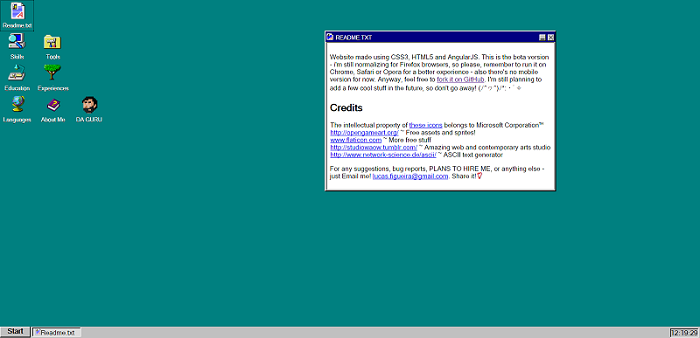 Readme.txt
Skills
Tools
Education
Experiences
Languages
About Me
DA GURU
README.TXT
Website made using CSS3, HTML5 and AngularJS. This is the beta version
- I'm still normalizing for Firefox browsers, so please, remember to run it on
Chrome, Safari or Opera for a better experience - also there's no mobile
version for now. Anyway, feel free to fork it on GitHub. I'm still planning to
add a few cool stuff in the future, so don't go away!
Credits
The intellectual property of these icons belongs to Microsoft Corporation™
http://opengameart.org/ ~ Free assets and sprites!
www.flaticon.com ~ More free stuff
http://studiowaow.tumblr.com/ ~ Amazing web and contemporary arts studio
http://www.network-science.de/ascii/ ~ ASCII text generator
For any suggestions, bug reports, PLANS TO HIRE ME, or anything else -
just Email me! lucas.figueira@gmail.com. Share it!
Start
Readme.txt
12:19:29